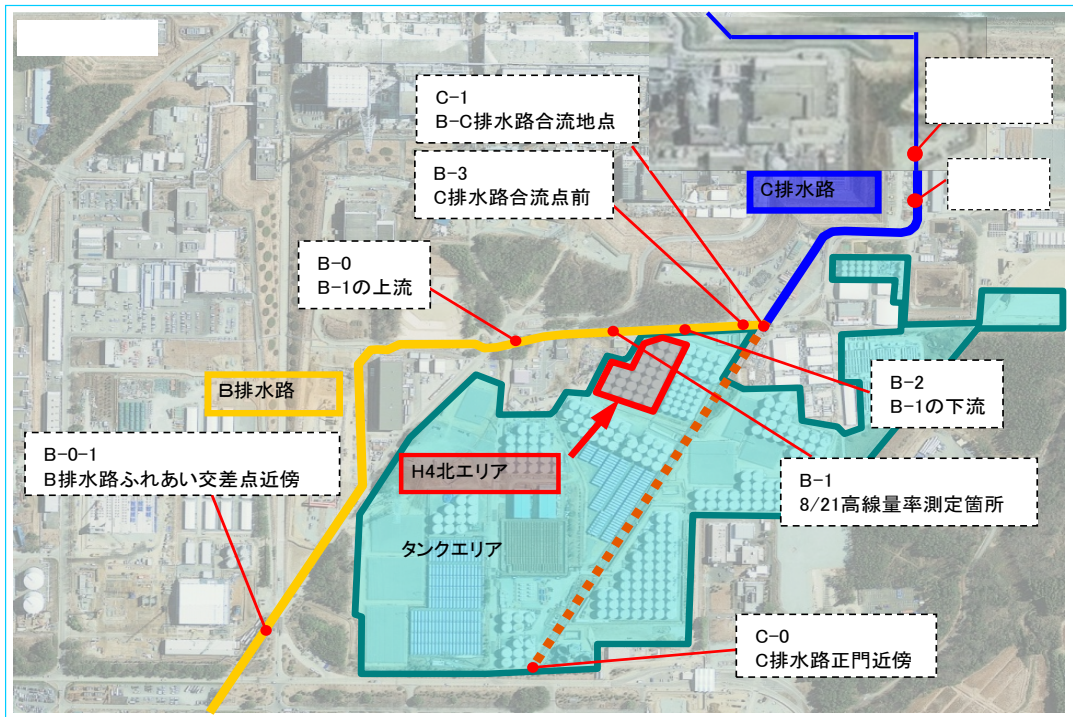 C-1
B-C排水路合流地点
B-3
C排水路合流点前
C排水路
B-0
B-1の上流
B排水路
B-2
B-1の下流
B-0-1
B排水路ふれあい交差点近傍
H4北エリア
B-1
8/21高線量率測定箇所
タンクエリア
C-0
C排水路正門近傍